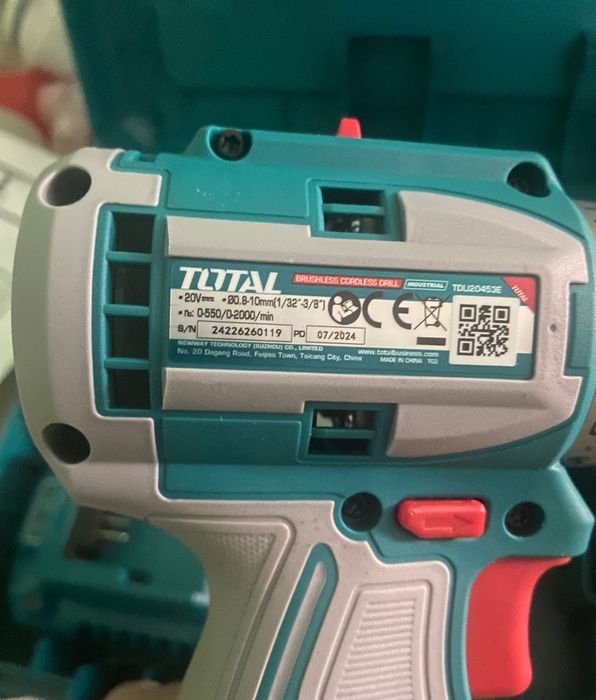 TOTAL BRUSHLESS CORDLESS DRILL INDUSTRIAL TDLI20453E TOTAL
• 20V⎓ • Ø0.8-10mm(1/32"-3/8")
• n₀: 0-550/0-2000/min
S/N 24226260119 PD 07/2024
NEWWAY TECHNOLOGY (SUZHOU) CO., LIMITED www.totalbusiness.com
No. 20 Dagang Road, Fuqiao Town, Taicang City, China MADE IN CHINA T02